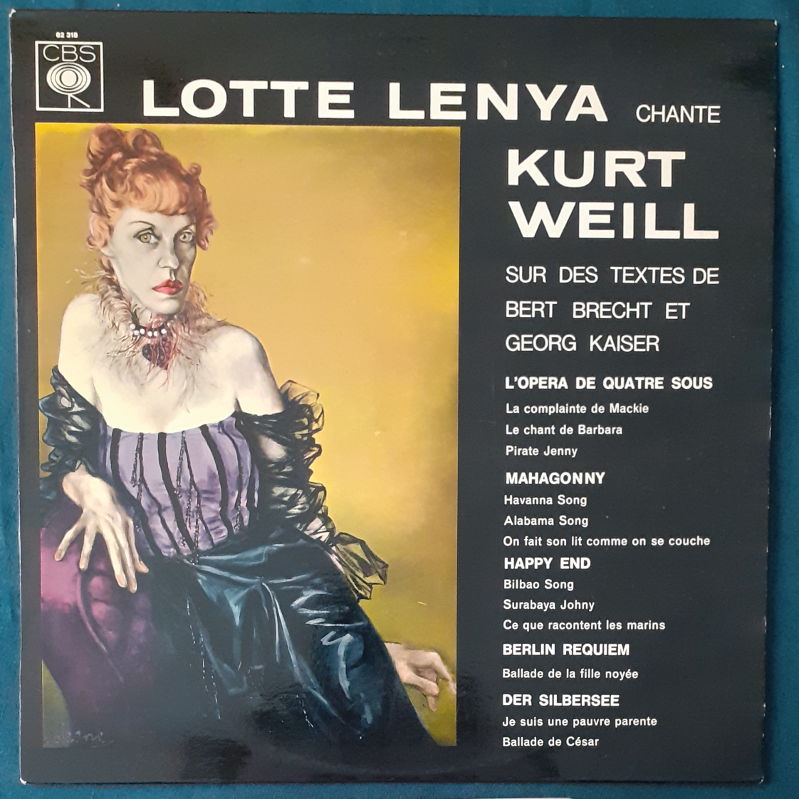 62 318
CBS
LOTTE LENYA CHANTE
KURT
WEILL
SUR DES TEXTES DE
BERT BRECHT ET
GEORG KAISER
L'OPERA DE QUATRE SOUS
La complainte de Mackie
Le chant de Barbara
Pirate Jenny
MAHAGONNY
Havanna Song
Alabama Song
On fait son lit comme on se couche
HAPPY END
Bilbao Song
Surabaya Johny
Ce que racontent les marins
BERLIN REQUIEM
Ballade de la fille noyée
DER SILBERSEE
Je suis une pauvre parente
Ballade de César